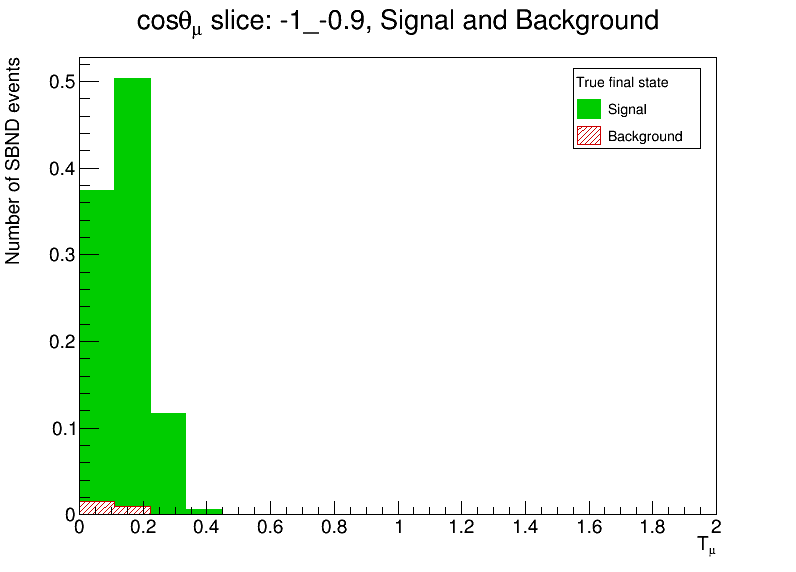 cosθμ slice: -1_-0.9, Signal and Background
Number of SBND events
True final state
Signal
Background
0.5
0.4
0.3
0.2
0.1
0
0 0.2 0.4 0.6 0.8 1 1.2 1.4 1.6 1.8 2
Tμ